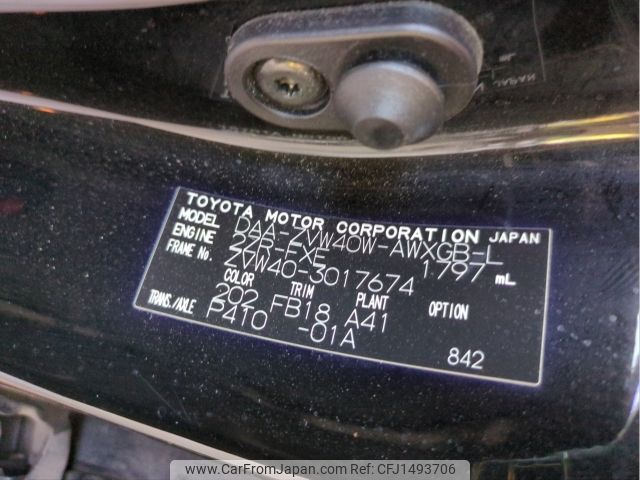 TOYOTA MOTOR CORPORATION JAPAN
MODEL DAA-ZVW40W-AWXGB-L
ENGINE 2ZR-FXE 1.797 mL
FRAME No. ZVW40-3017674
COLOR TRIM PLANT OPTION
202 FB18 A41
TRANS./AXLE P410 -01A 842
www.CarFromJapan.com | Ref No: CFJ1493706